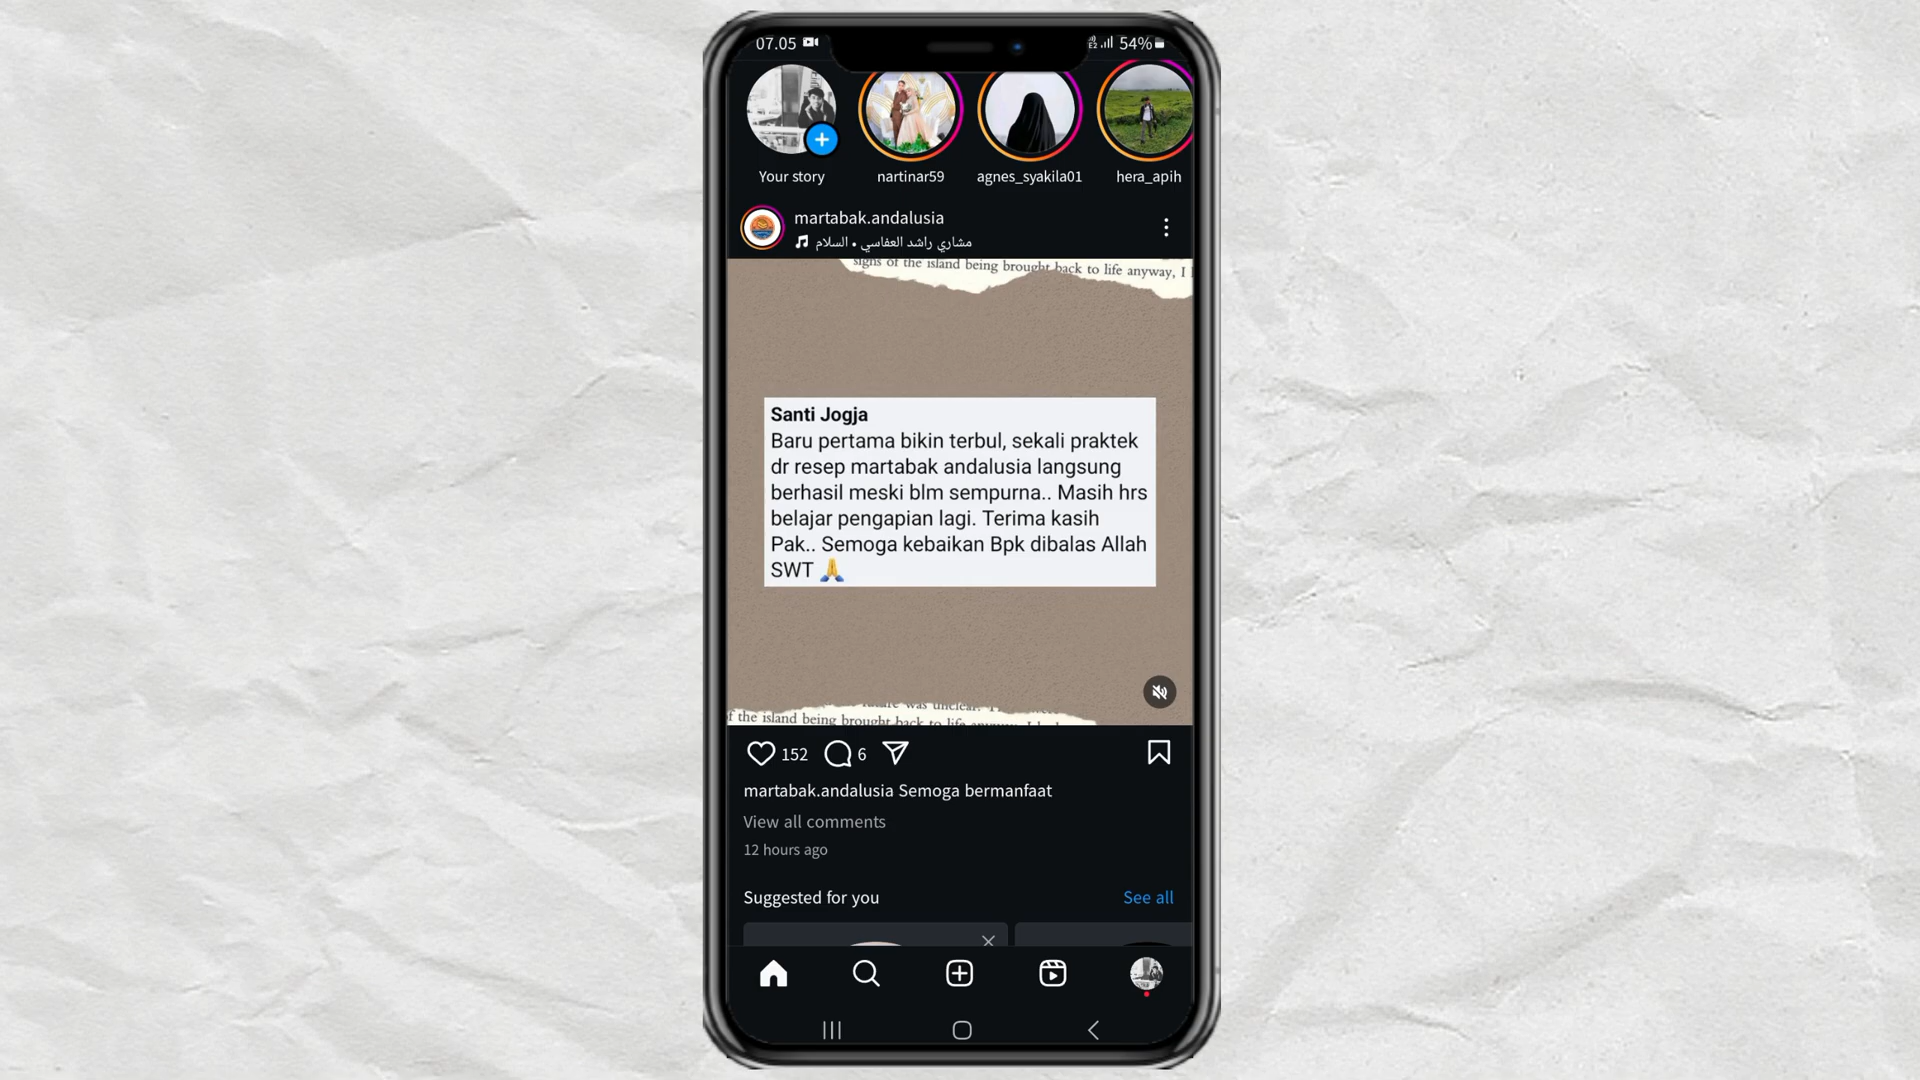 07.05
54%
Your story
nartinar59
agnes_syakila01
hera_apih
martabak.andalusia
مشاري راشد العفاسي • السلام
signs of the island being brought back to life anyway, I
Santi Jogja
Baru pertama bikin terbul, sekali praktek
dr resep martabak andalusia langsung
berhasil meski blm sempurna.. Masih hrs
belajar pengapian lagi. Terima kasih
Pak.. Semoga kebaikan Bpk dibalas Allah
SWT 🙏
was unclear.
of the island being brought back to life anyway,
152
6
martabak.andalusia Semoga bermanfaat
View all comments
12 hours ago
Suggested for you
See all